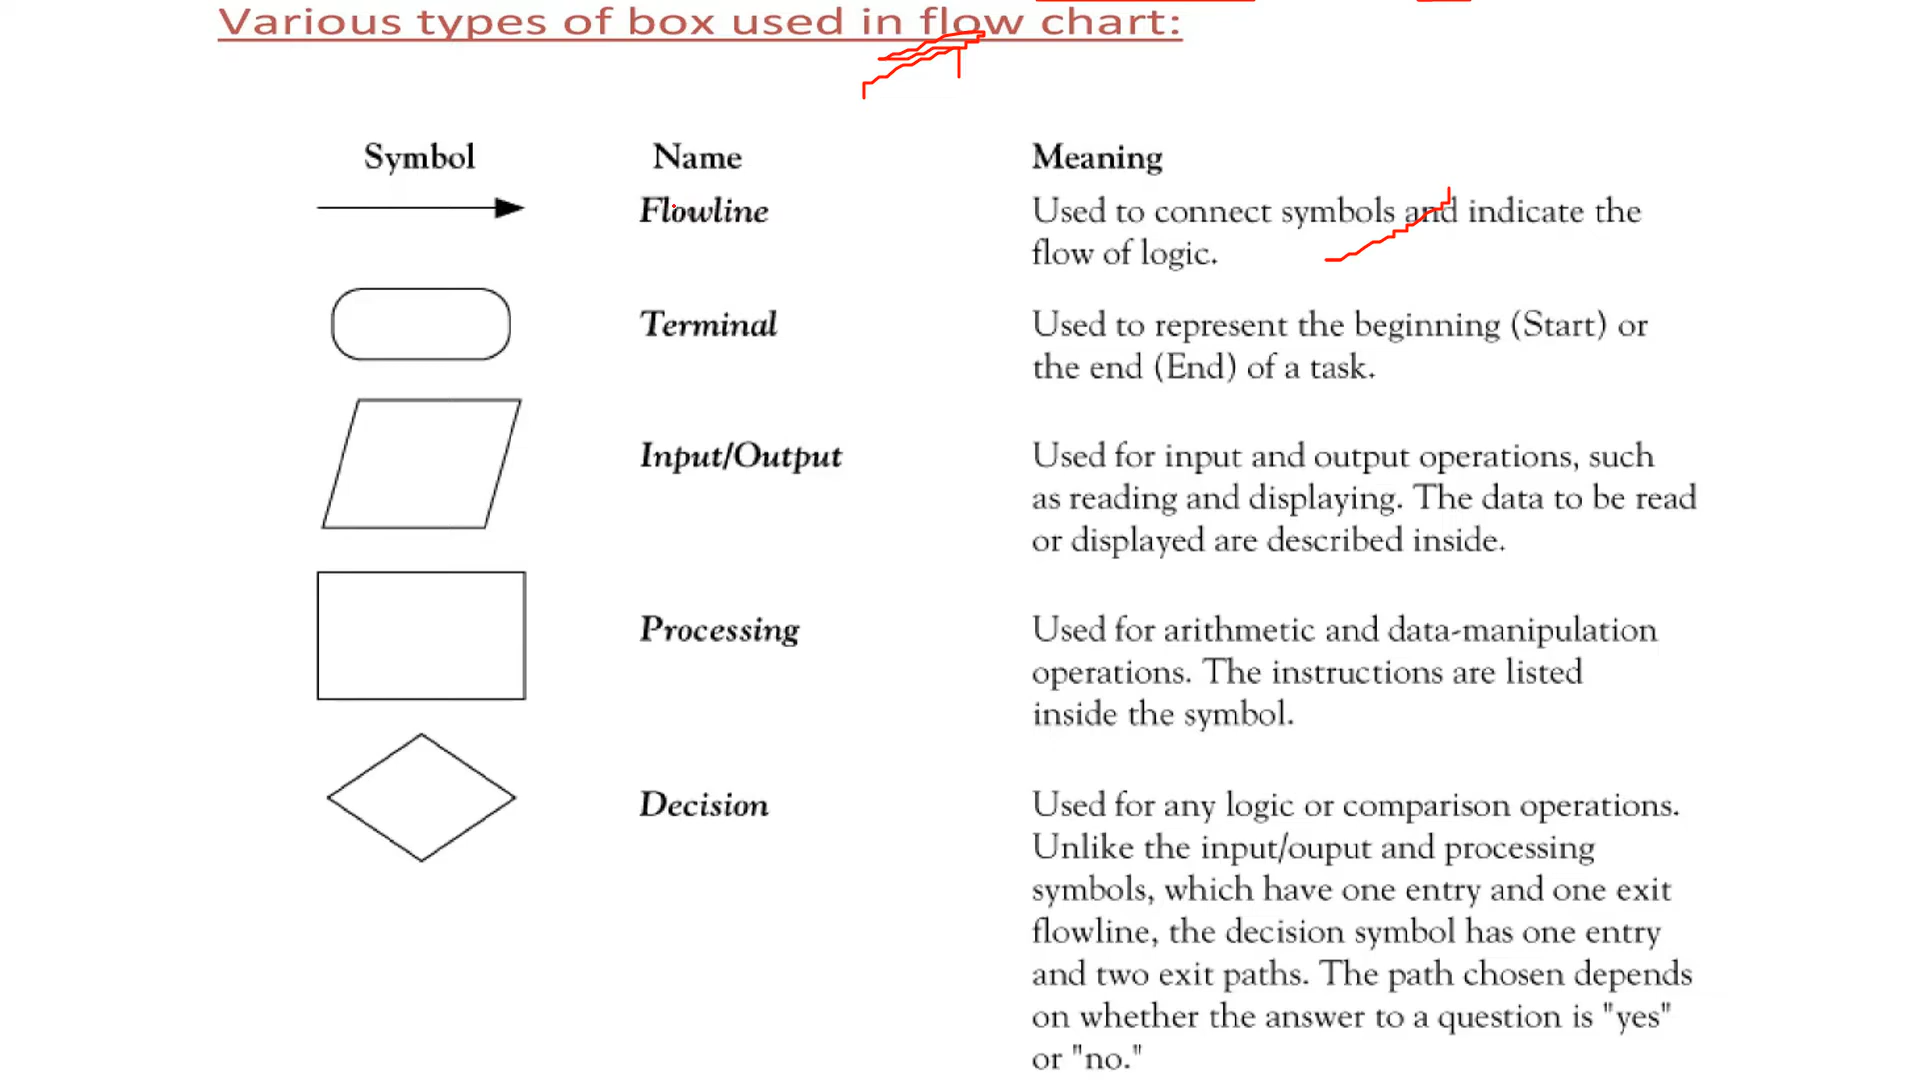 Various types of box used in flow chart:
Symbol Name Meaning
Flowline Used to connect symbols and indicate the
flow of logic.
Terminal Used to represent the beginning (Start) or
the end (End) of a task.
Input/Output Used for input and output operations, such
as reading and displaying. The data to be read
or displayed are described inside.
Processing Used for arithmetic and data-manipulation
operations. The instructions are listed
inside the symbol.
Decision Used for any logic or comparison operations.
Unlike the input/ouput and processing
symbols, which have one entry and one exit
flowline, the decision symbol has one entry
and two exit paths. The path chosen depends
on whether the answer to a question is "yes"
or "no."